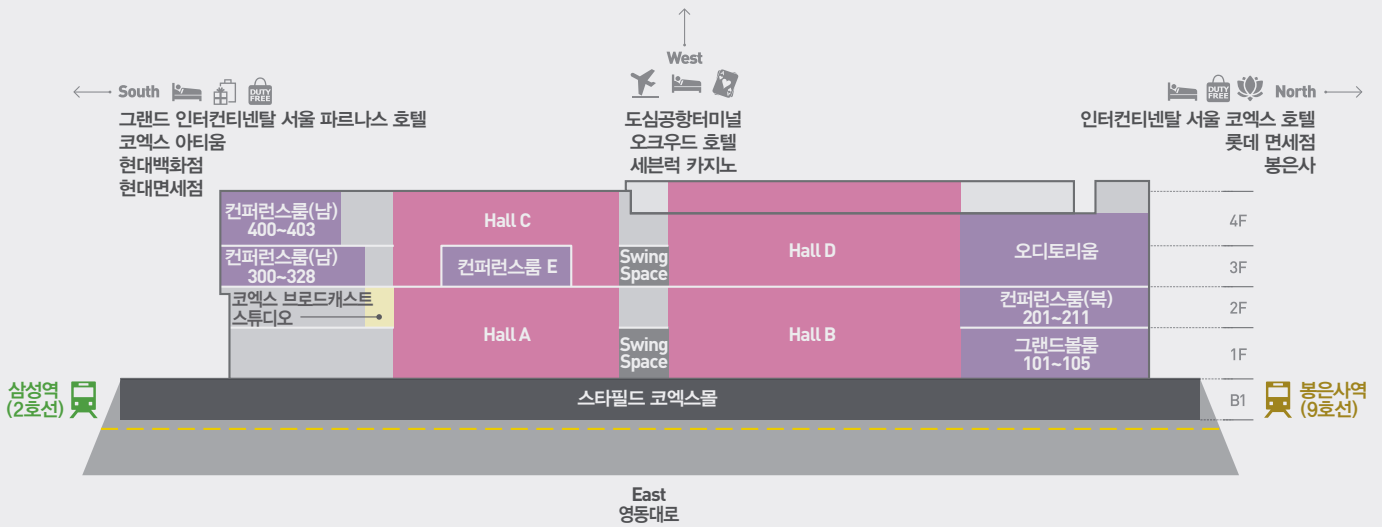 West
South
DUTY FREE
그랜드 인터컨티넨탈 서울 파르나스 호텔
코엑스 아티움
현대백화점
현대면세점
도심공항터미널
오크우드 호텔
세븐럭 카지노
DUTY FREE
North
인터컨티넨탈 서울 코엑스 호텔
롯데 면세점
봉은사
컨퍼런스룸(남)
400~403
Hall C
4F
컨퍼런스룸(남)
300~328
컨퍼런스룸 E
Swing
Space
Hall D
오디토리움
3F
코엑스 브로드캐스트
스튜디오
컨퍼런스룸(북)
201~211
2F
Hall A
Swing
Space
Hall B
그랜드볼룸
101~105
1F
삼성역
(2호선)
스타필드 코엑스몰
B1
봉은사역
(9호선)
East
영동대로